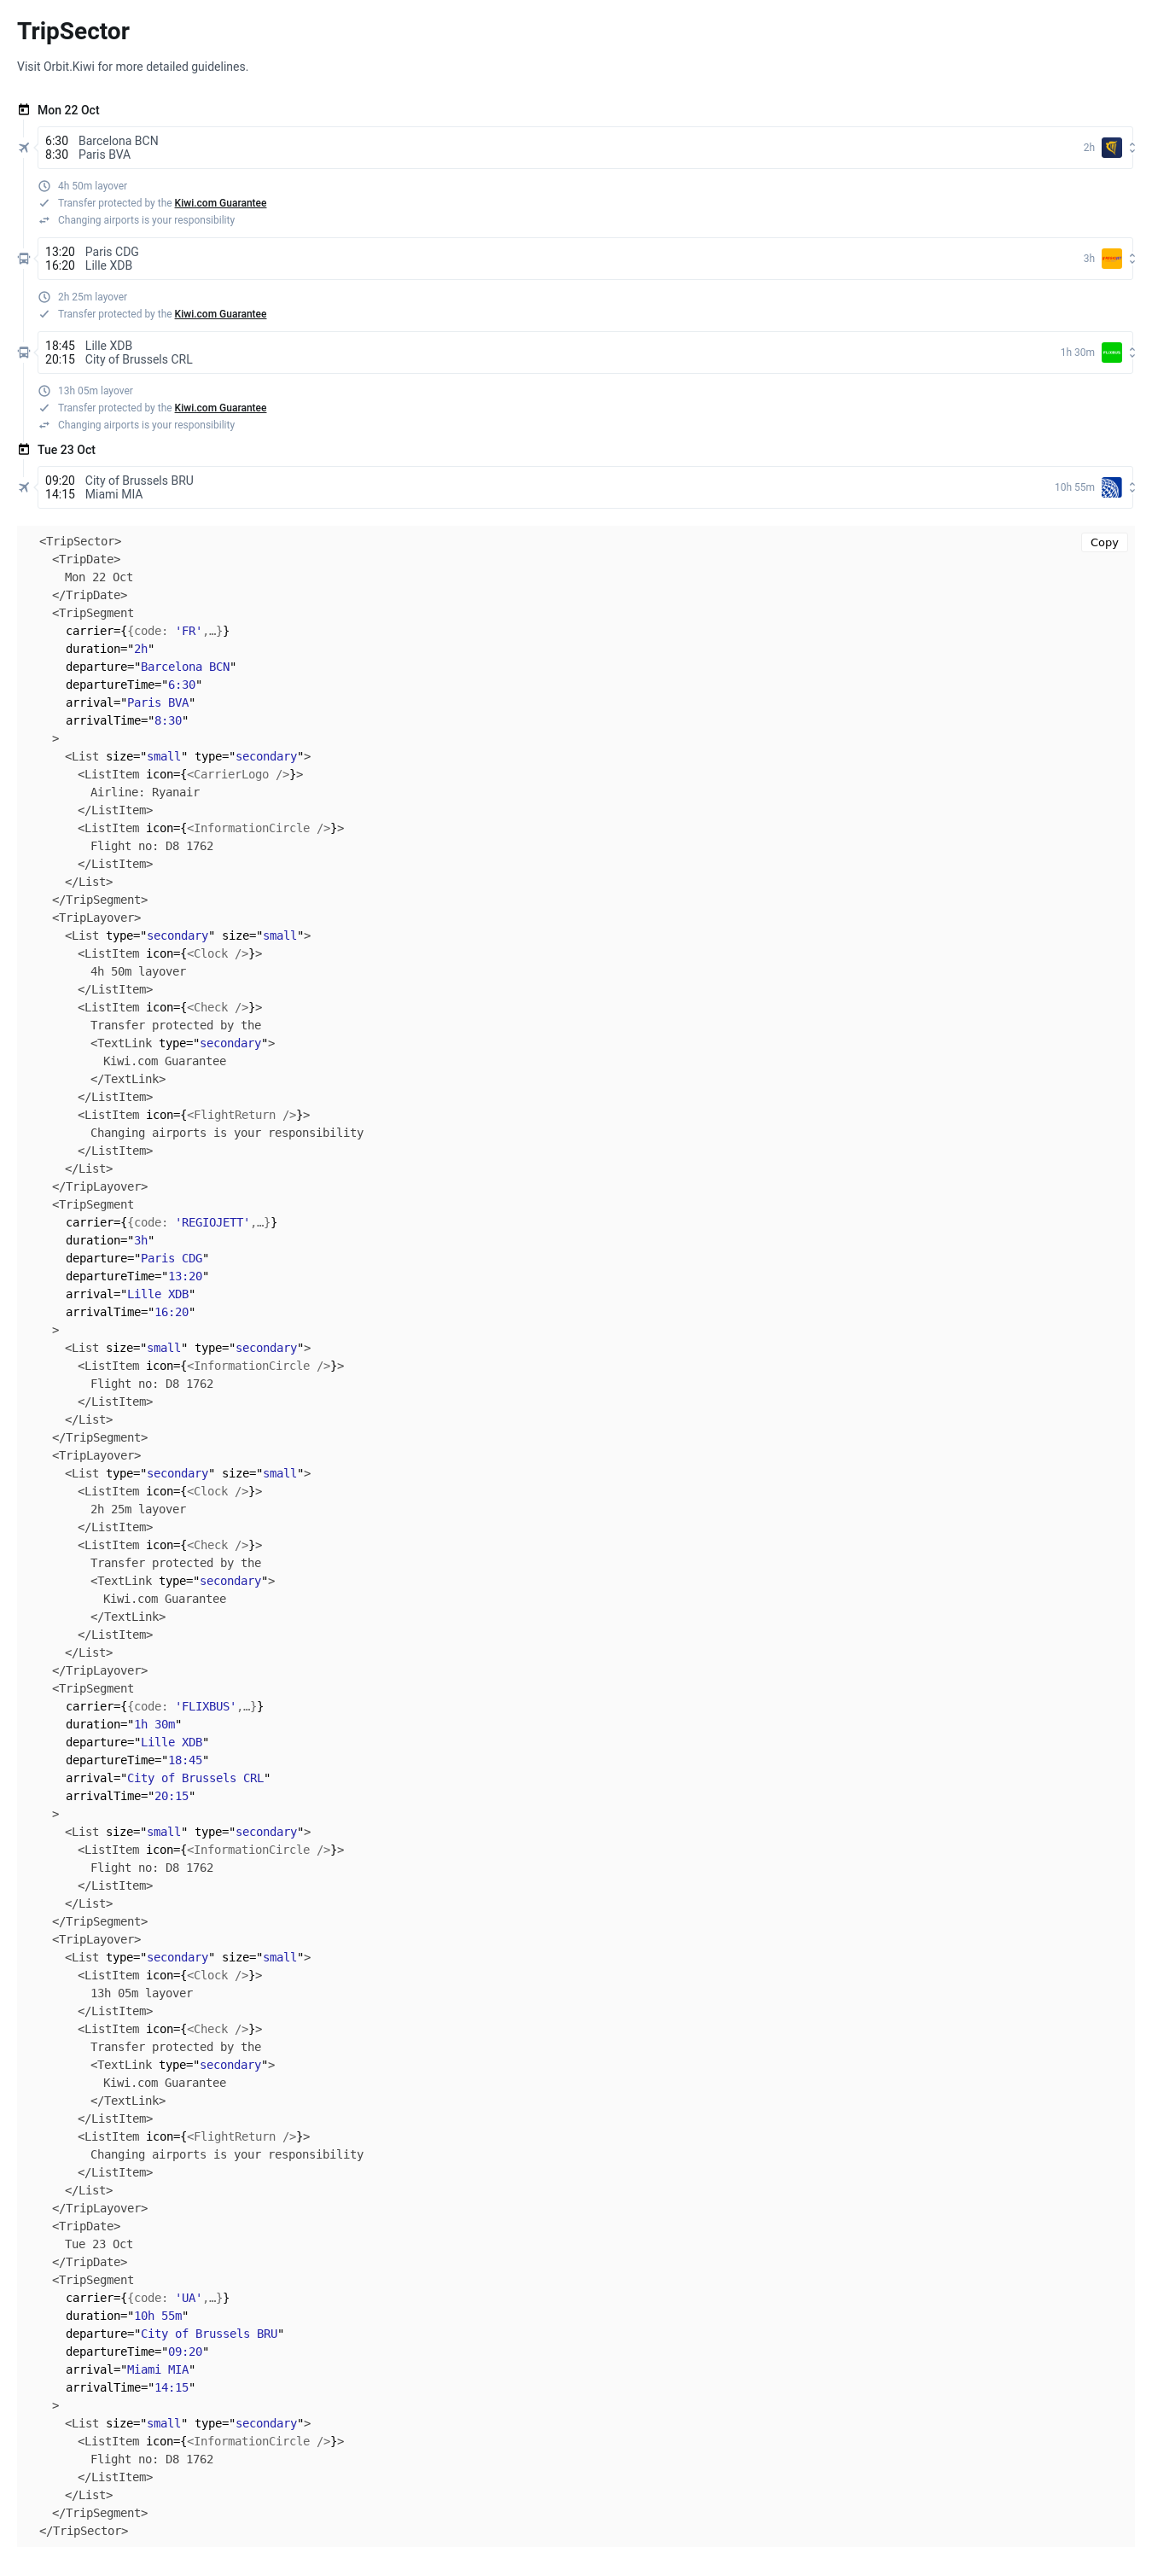 TripSector
Visit Orbit.Kiwi for more detailed guidelines.
Mon 22 Oct
6:30 Barcelona BCN
8:30 Paris BVA
2h
4h 50m layover
Transfer protected by the Kiwi.com Guarantee
Changing airports is your responsibility
13:20 Paris CDG
16:20 Lille XDB
3h
2h 25m layover
Transfer protected by the Kiwi.com Guarantee
18:45 Lille XDB
20:15 City of Brussels CRL
1h 30m
13h 05m layover
Transfer protected by the Kiwi.com Guarantee
Changing airports is your responsibility
Tue 23 Oct
09:20 City of Brussels BRU
14:15 Miami MIA
10h 55m
Copy
<TripSector>
<TripDate>
Mon 22 Oct
</TripDate>
<TripSegment
carrier={{code: 'FR',…}}
duration="2h"
departure="Barcelona BCN"
departureTime="6:30"
arrival="Paris BVA"
arrivalTime="8:30"
>
<List size="small" type="secondary">
<ListItem icon={<CarrierLogo />}>
Airline: Ryanair
</ListItem>
<ListItem icon={<InformationCircle />}>
Flight no: D8 1762
</ListItem>
</List>
</TripSegment>
<TripLayover>
<List type="secondary" size="small">
<ListItem icon={<Clock />}>
4h 50m layover
</ListItem>
<ListItem icon={<Check />}>
Transfer protected by the
<TextLink type="secondary">
Kiwi.com Guarantee
</TextLink>
</ListItem>
<ListItem icon={<FlightReturn />}>
Changing airports is your responsibility
</ListItem>
</List>
</TripLayover>
<TripSegment
carrier={{code: 'REGIOJETT',…}}
duration="3h"
departure="Paris CDG"
departureTime="13:20"
arrival="Lille XDB"
arrivalTime="16:20"
>
<List size="small" type="secondary">
<ListItem icon={<InformationCircle />}>
Flight no: D8 1762
</ListItem>
</List>
</TripSegment>
<TripLayover>
<List type="secondary" size="small">
<ListItem icon={<Clock />}>
2h 25m layover
</ListItem>
<ListItem icon={<Check />}>
Transfer protected by the
<TextLink type="secondary">
Kiwi.com Guarantee
</TextLink>
</ListItem>
</List>
</TripLayover>
<TripSegment
carrier={{code: 'FLIXBUS',…}}
duration="1h 30m"
departure="Lille XDB"
departureTime="18:45"
arrival="City of Brussels CRL"
arrivalTime="20:15"
>
<List size="small" type="secondary">
<ListItem icon={<InformationCircle />}>
Flight no: D8 1762
</ListItem>
</List>
</TripSegment>
<TripLayover>
<List type="secondary" size="small">
<ListItem icon={<Clock />}>
13h 05m layover
</ListItem>
<ListItem icon={<Check />}>
Transfer protected by the
<TextLink type="secondary">
Kiwi.com Guarantee
</TextLink>
</ListItem>
<ListItem icon={<FlightReturn />}>
Changing airports is your responsibility
</ListItem>
</List>
</TripLayover>
<TripDate>
Tue 23 Oct
</TripDate>
<TripSegment
carrier={{code: 'UA',…}}
duration="10h 55m"
departure="City of Brussels BRU"
departureTime="09:20"
arrival="Miami MIA"
arrivalTime="14:15"
>
<List size="small" type="secondary">
<ListItem icon={<InformationCircle />}>
Flight no: D8 1762
</ListItem>
</List>
</TripSegment>
</TripSector>